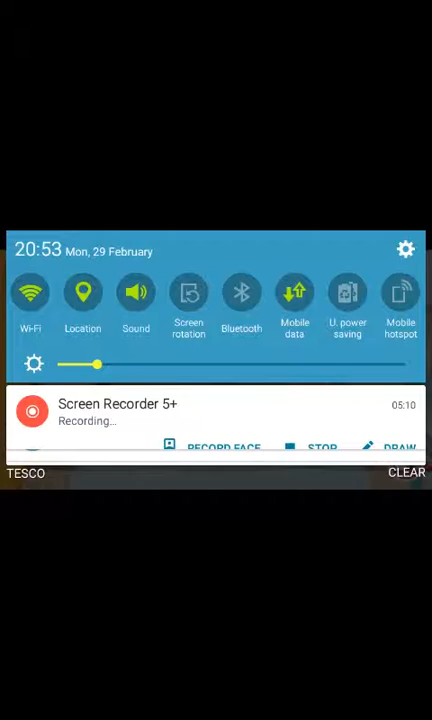 20:53 Mon, 29 February
Wi-Fi
Location
Sound
Screen
rotation
Bluetooth
Mobile
data
U. power
saving
Mobile
hotspot
Screen Recorder 5+
05:10
Recording...
RECORD FACE
STOP
DRAW
TESCO
CLEAR